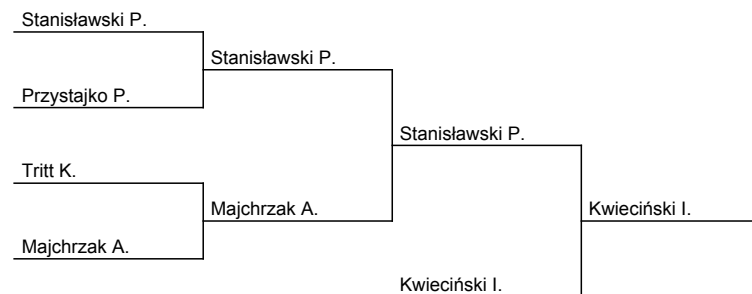 Stanisławski P.
Stanisławski P.
Przystajko P.
Stanisławski P.
Tritt K.
Majchrzak A.
Kwieciński I.
Majchrzak A.
Kwieciński I.